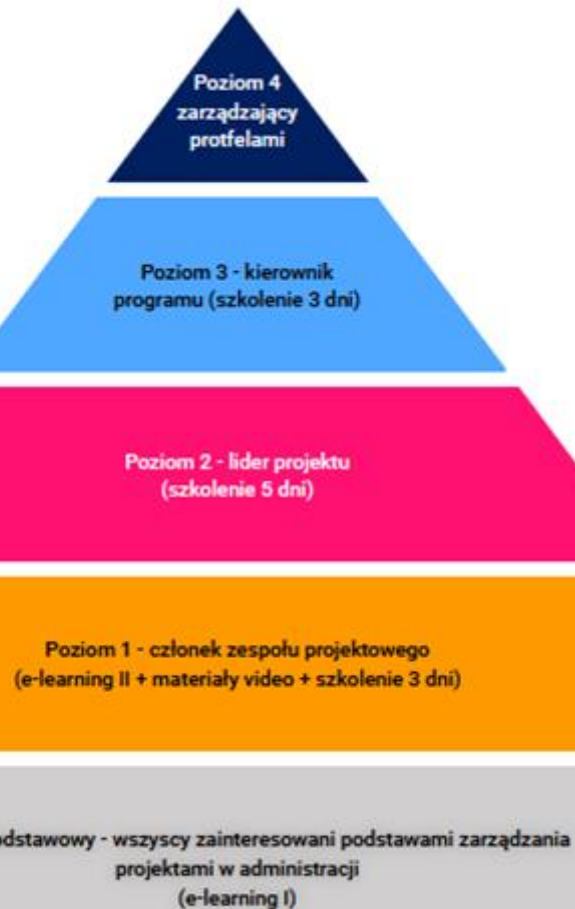 Poziom 4
zarządzający
protfelami
Poziom 3 - kierownik
programu (szkolenie 3 dni)
Poziom 2 - lider projektu
(szkolenie 5 dni)
Poziom 1 - członek zespołu projektowego
(e-learning II + materiały video + szkolenie 3 dni)
odstawowy - wszyscy zainteresowani podstawami zarządzania
projektami w administracji
(e-learning I)